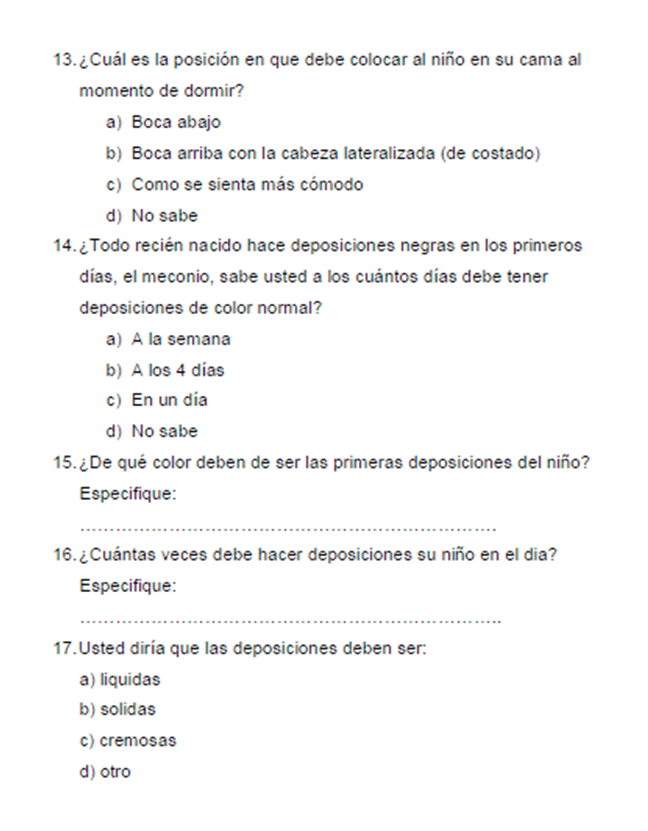 13. ¿Cuál es la posición en que debe colocar al niño en su cama al
momento de dormir?
a) Boca abajo
b) Boca arriba con la cabeza lateralizada (de costado)
c) Como se sienta más cómodo
d) No sabe
14. ¿Todo recién nacido hace deposiciones negras en los primeros
días, el meconio, sabe usted a los cuántos días debe tener
deposiciones de color normal?
a) A la semana
b) A los 4 días
c) En un día
d) No sabe
15. ¿De qué color deben de ser las primeras deposiciones del niño?
Especifique:
……………………………………………………………
16. ¿Cuántas veces debe hacer deposiciones su niño en el dia?
Especifique:
……………………………………………………………..
17. Usted diría que las deposiciones deben ser:
a) liquidas
b) solidas
c) cremosas
d) otro